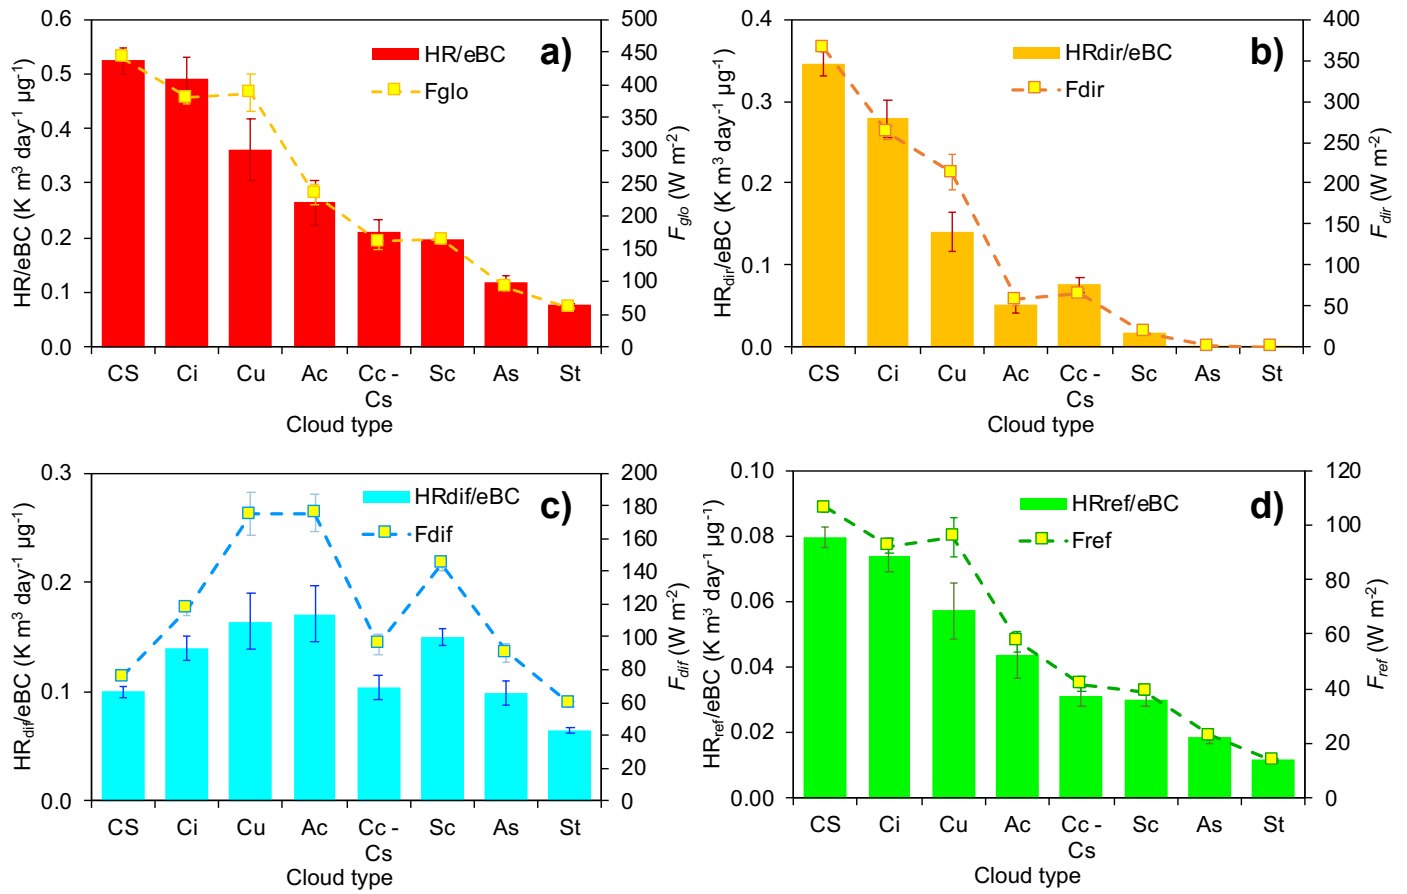 0.6
0.5
0.4
0.3
0.2
0.1
0.0
HR/eBC (K m³ day⁻¹ µg⁻¹)
HR/eBC
Fglo
a)
500
450
400
350
300
250
200
150
100
50
0
F_glo (W m⁻²)
CS Ci Cu Ac Cc - Cs Sc As St
Cloud type
0.4
0.3
0.2
0.1
0.0
HR_dir/eBC (K m³ day⁻¹ µg⁻¹)
HRdir/eBC
Fdir
b)
400
350
300
250
200
150
100
50
0
F_dir (W m⁻²)
CS Ci Cu Ac Cc - Cs Sc As St
Cloud type
0.3
0.2
0.1
0.0
HR_dif/eBC (K m³ day⁻¹ µg⁻¹)
HRdif/eBC
Fdif
c)
200
180
160
140
120
100
80
60
40
20
0
F_dif (W m⁻²)
CS Ci Cu Ac Cc - Cs Sc As St
Cloud type
0.10
0.08
0.06
0.04
0.02
0.00
HR_ref/eBC (K m³ day⁻¹ µg⁻¹)
HRref/eBC
Fref
d)
120
100
80
60
40
20
0
F_ref (W m⁻²)
CS Ci Cu Ac Cc - Cs Sc As St
Cloud type